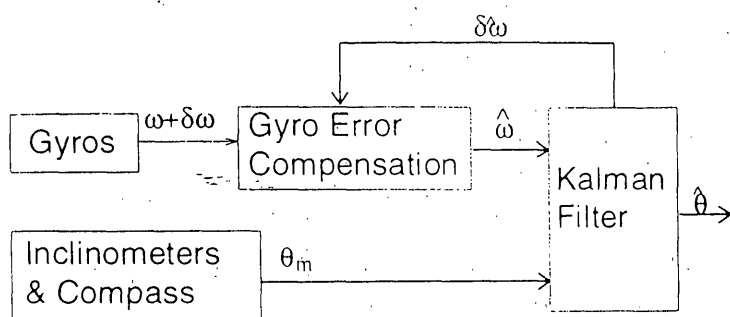 δω̂
Gyros
ω+δω
Gyro Error
Compensation
ω̂
Kalman
Filter
θ̂
Inclinometers
& Compass
θm